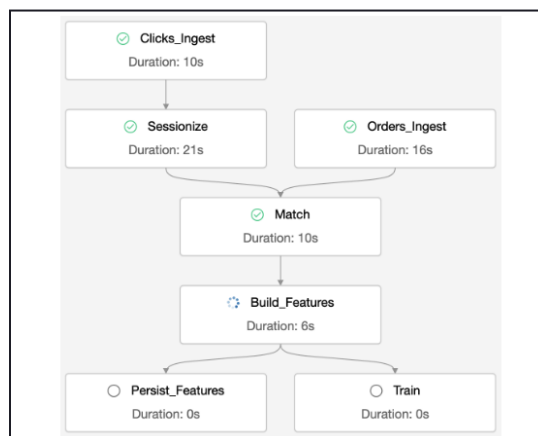 Clicks_Ingest
Duration: 10s
Sessionize
Duration: 21s
Orders_Ingest
Duration: 16s
Match
Duration: 10s
Build_Features
Duration: 6s
Persist_Features
Duration: 0s
Train
Duration: 0s